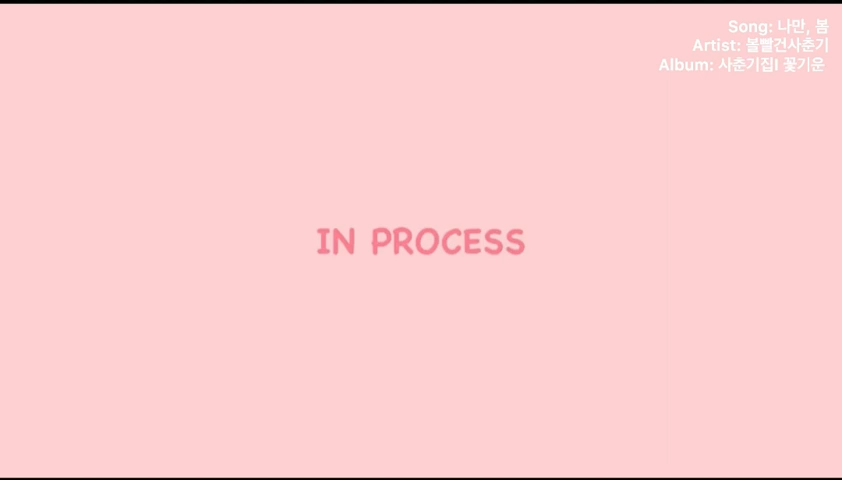 Song: 나만, 봄
Artist: 볼빨간사춘기
Album: 사춘기집I 꽃기운
IN PROCESS